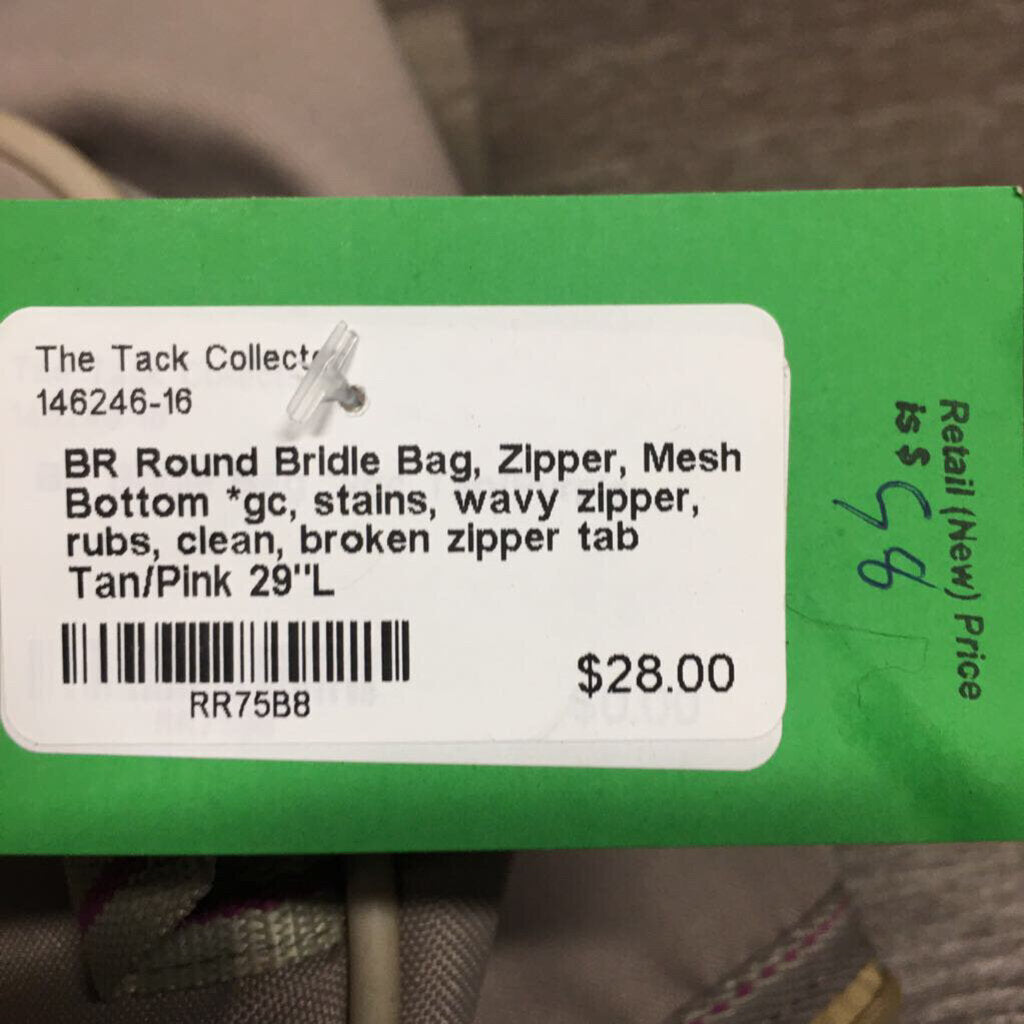 The Tack Collect
146246-16
BR Round Bridle Bag, Zipper, Mesh
Bottom *gc, stains, wavy zipper,
rubs, clean, broken zipper tab
Tan/Pink 29"L
RR75B8
$28.00
Retail (New) Price
is $ 58